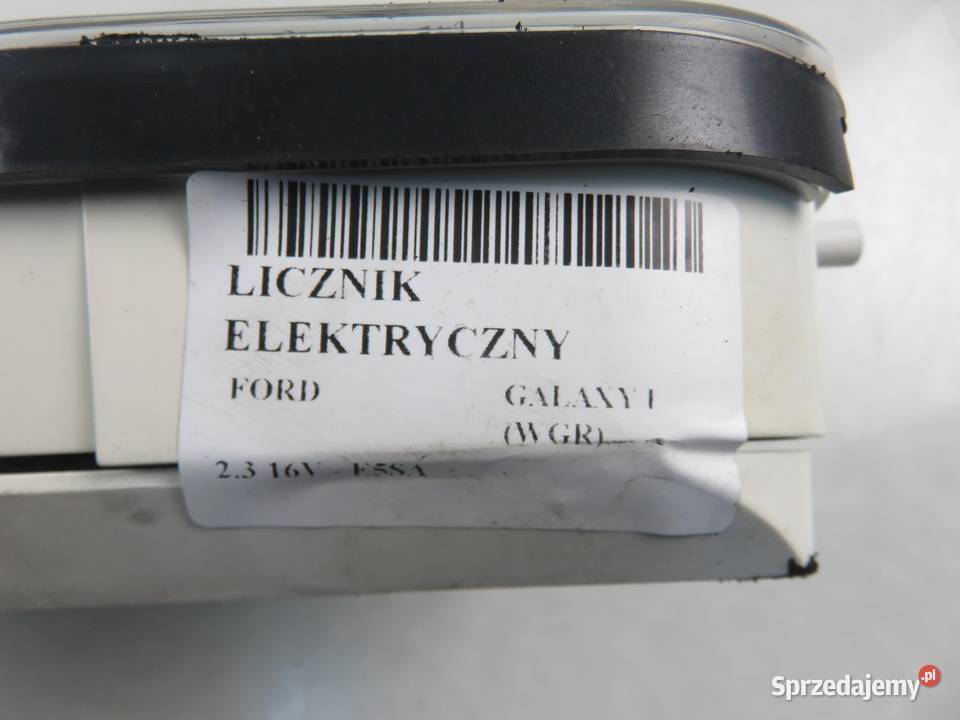 LICZNIK
ELEKTRYCZNY
FORD GALAXY I
(WGR)
2.3 16V - E5SA
Sprzedajemy.pl